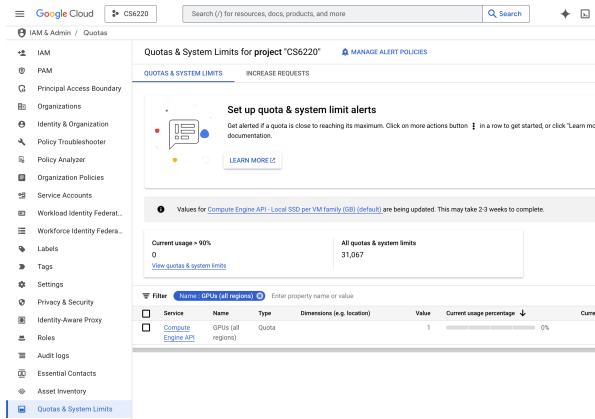 Google Cloud
CS6220
Search (/) for resources, docs, products, and more
Search
IAM & Admin / Quotas
IAM
PAM
Principal Access Boundary
Organizations
Identity & Organization
Policy Troubleshooter
Policy Analyzer
Organization Policies
Service Accounts
Workload Identity Federat...
Workforce Identity Federa...
Labels
Tags
Settings
Privacy & Security
Identity-Aware Proxy
Roles
Audit logs
Essential Contacts
Asset Inventory
Quotas & System Limits
Quotas & System Limits for project "CS6220"
MANAGE ALERT POLICIES
QUOTAS & SYSTEM LIMITS
INCREASE REQUESTS
Set up quota & system limit alerts
Get alerted if a quota is close to reaching its maximum. Click on more actions button ⋮ in a row to get started, or click "Learn mo
documentation.
LEARN MORE
Values for Compute Engine API - Local SSD per VM family (GB) (default) are being updated. This may take 2-3 weeks to complete.
Current usage > 90%
0
View quotas & system limits
All quotas & system limits
31,067
Filter Name : GPUs (all regions) Enter property name or value
Service Name Type Dimensions (e.g. location) Value Current usage percentage Curre
Compute GPUs (all Quota 1 0%
Engine API regions)